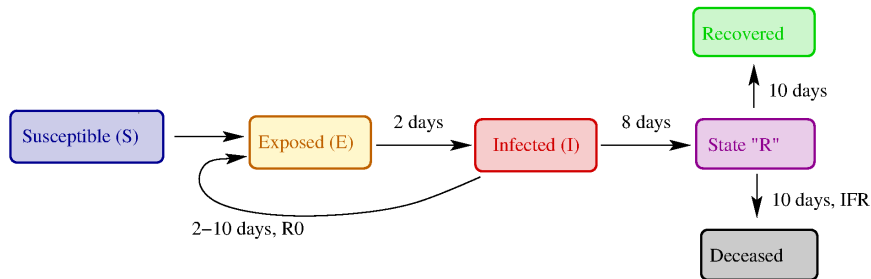 Recovered
10 days
Susceptible (S)
Exposed (E)
2 days
Infected (I)
8 days
State "R"
2−10 days, R0
10 days, IFR
Deceased